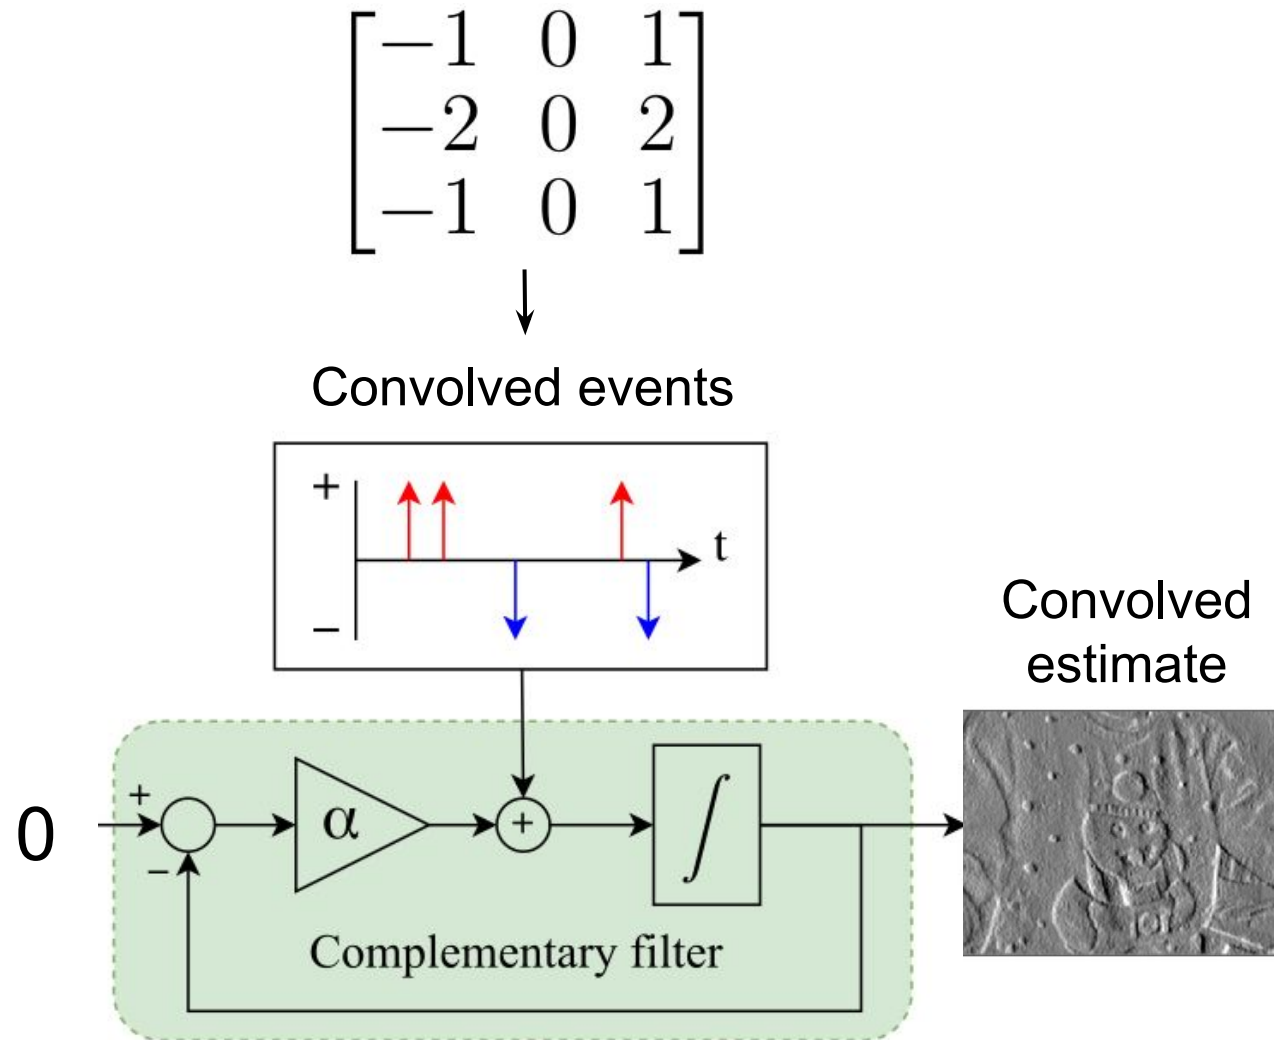 −1 0 1
−2 0 2
−1 0 1
Convolved events
+
t
−
Convolved
estimate
0
+
−
α
+
∫
Complementary filter